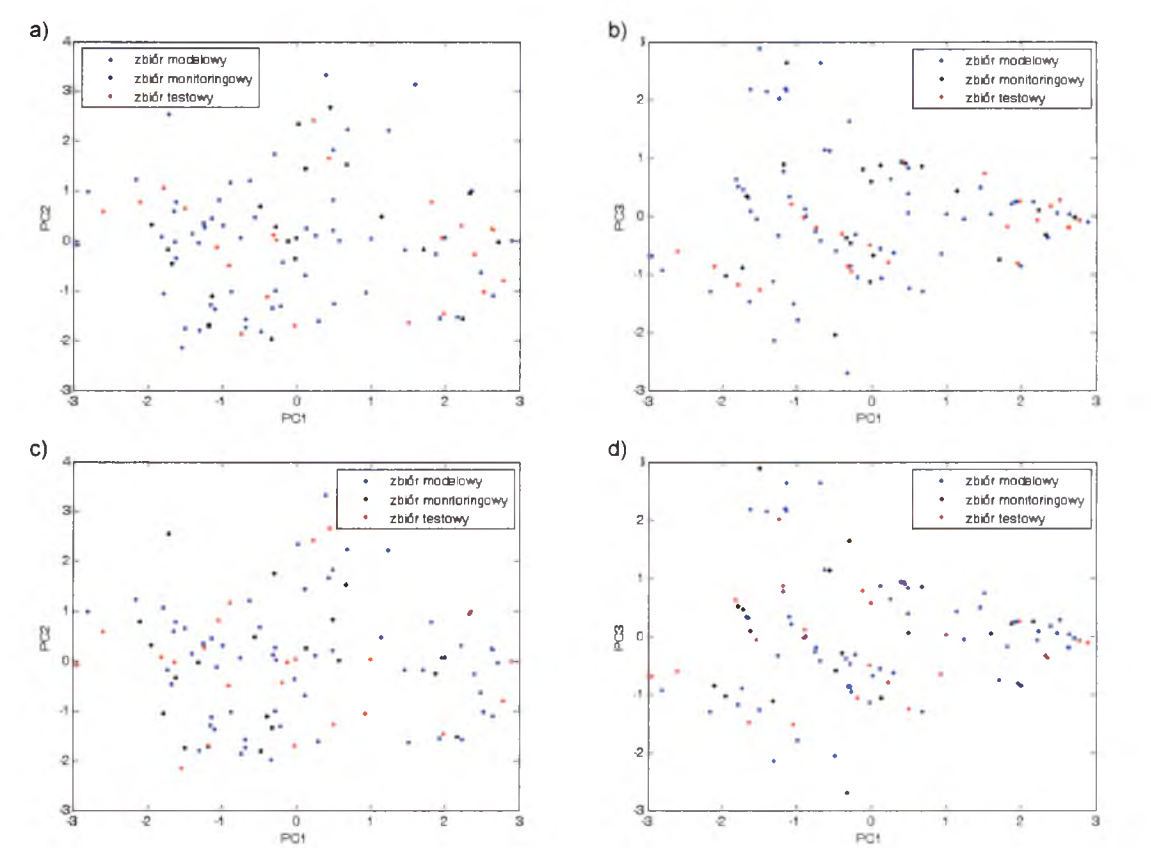 a)
4
3
2
1
0
-1
-2
-3
PC2
-3 -2 -1 0 1 2 3
PC1
zbiór modelowy
zbiór monitoringowy
zbiór testowy
b)
3
2
1
0
-1
-2
-3
PC3
-3 -2 -1 0 1 2 3
PC1
zbiór modelowy
zbiór monitoringowy
zbiór testowy
c)
4
3
2
1
0
-1
-2
-3
PC2
-3 -2 -1 0 1 2 3
PC1
zbiór modelowy
zbiór monitoringowy
zbiór testowy
d)
3
2
1
0
-1
-2
-3
PC3
-3 -2 -1 0 1 2 3
PC1
zbiór modelowy
zbiór monitoringowy
zbiór testowy